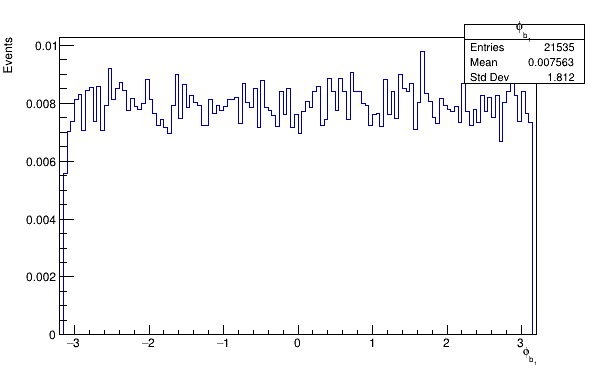 ϕ_b₁
Events
0.01
Entries 21535
Mean 0.007563
Std Dev 1.812
0.008
0.006
0.004
0.002
0
−3 −2 −1 0 1 2 3
ϕ_b₁